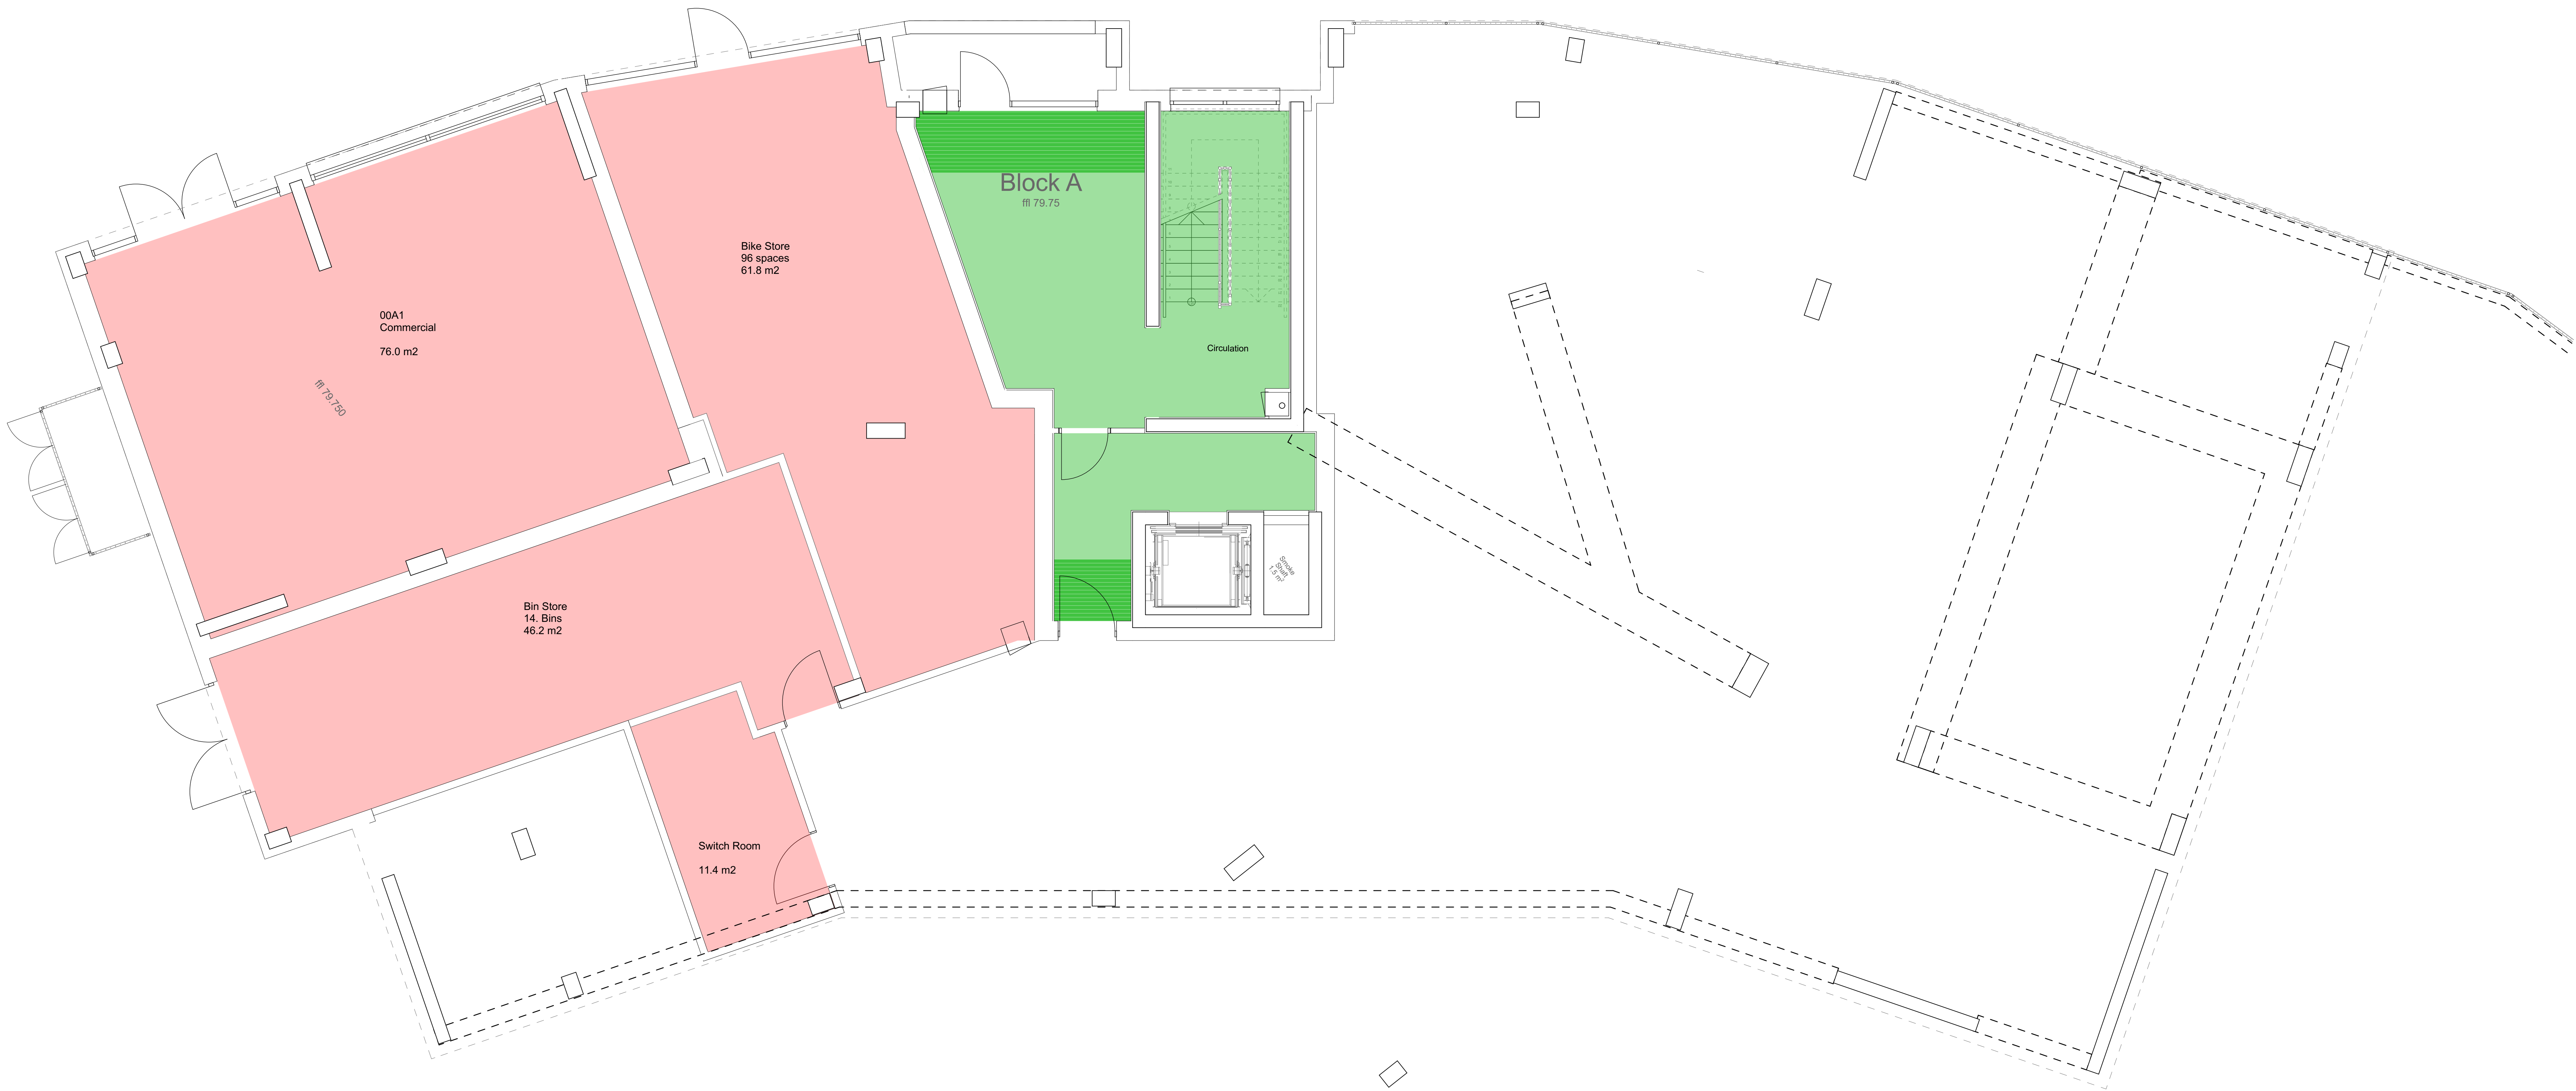 Block A
ffl 79.75
Bike Store
96 spaces
61.8 m2
00A1
Commercial
76.0 m2
ffl 79.750
Circulation
Smoke
Shaft
1.5 m²
Bin Store
14. Bins
46.2 m2
Switch Room
11.4 m2